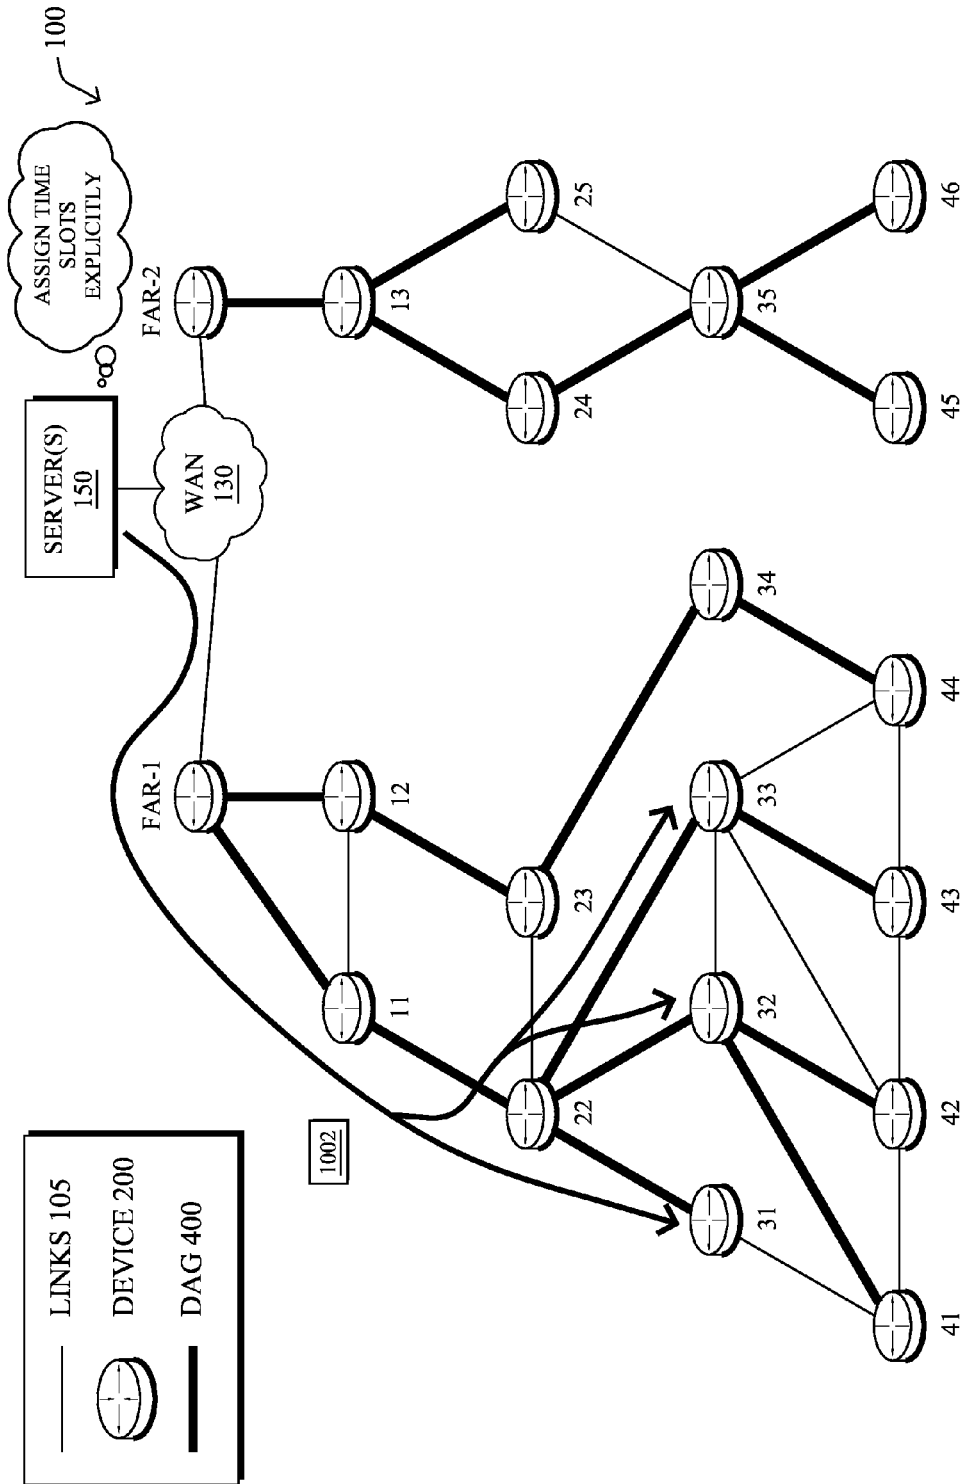 100
ASSIGN TIME
SLOTS
EXPLICITLY
SERVER(S)
150
WAN
130
FAR-1
FAR-2
11
12
13
1002
22
23
24
25
31
32
33
34
35
41
42
43
44
45
46
LINKS 105
DEVICE 200
DAG 400